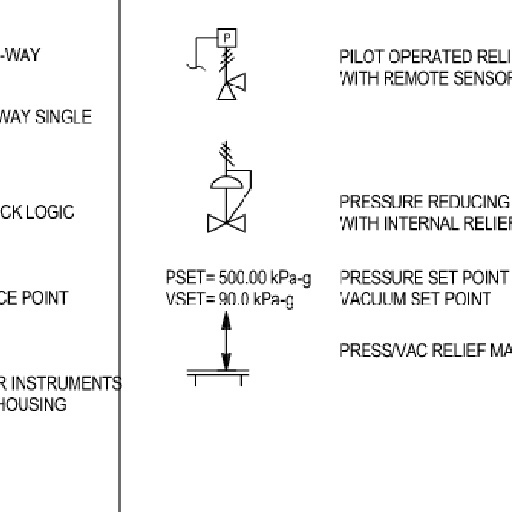 -WAY
WAY SINGLE
CK LOGIC
CE POINT
R INSTRUMENTS
HOUSING
P
PILOT OPERATED RELI
WITH REMOTE SENSOR
PRESSURE REDUCING
WITH INTERNAL RELIEF
PSET= 500.00 kPa-g
VSET= 90.0 kPa-g
PRESSURE SET POINT
VACUUM SET POINT
PRESS/VAC RELIEF MA